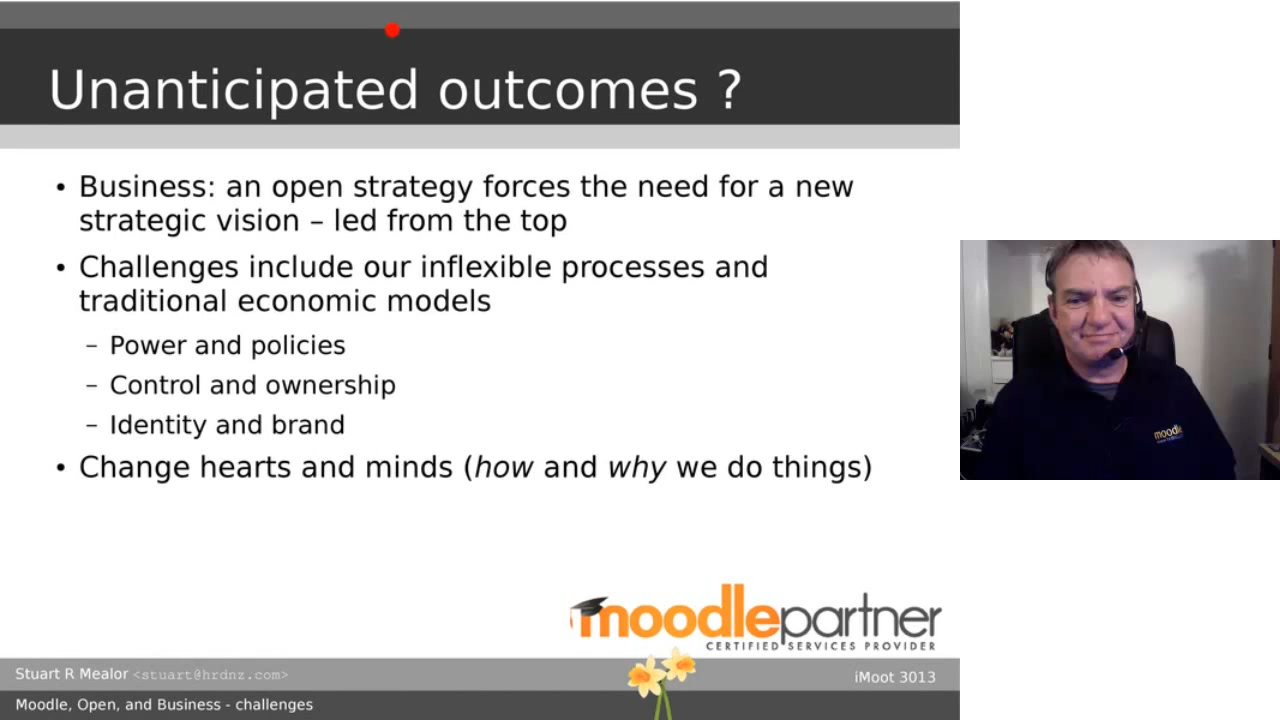 Unanticipated outcomes ?
• Business: an open strategy forces the need for a new
strategic vision – led from the top
• Challenges include our inflexible processes and
traditional economic models
– Power and policies
– Control and ownership
– Identity and brand
• Change hearts and minds (how and why we do things)
moodlepartner
CERTIFIED SERVICES PROVIDER
Stuart R Mealor <stuart@hrdnz.com>
iMoot 3013
Moodle, Open, and Business - challenges
moodle